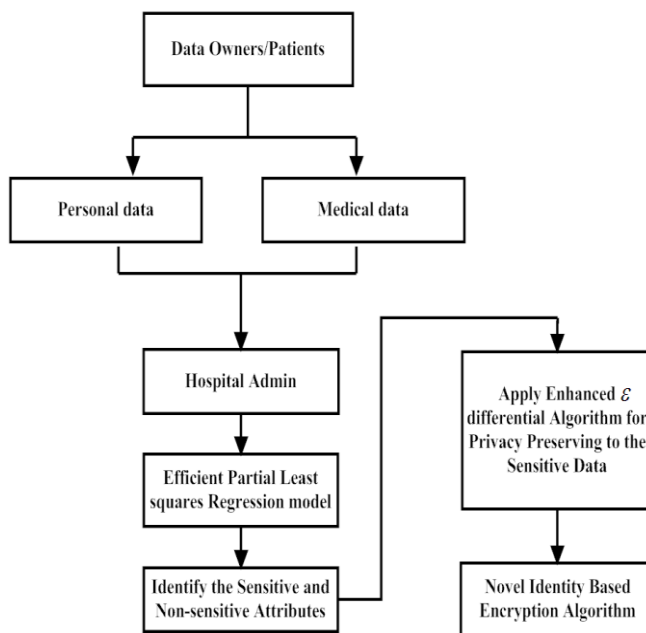 Data Owners/Patients
Personal data
Medical data
Hospital Admin
Efficient Partial Least
squares Regression model
Identify the Sensitive and
Non-sensitive Attributes
Apply Enhanced ℰ
differential Algorithm for
Privacy Preserving to the
Sensitive Data
Novel Identity Based
Encryption Algorithm